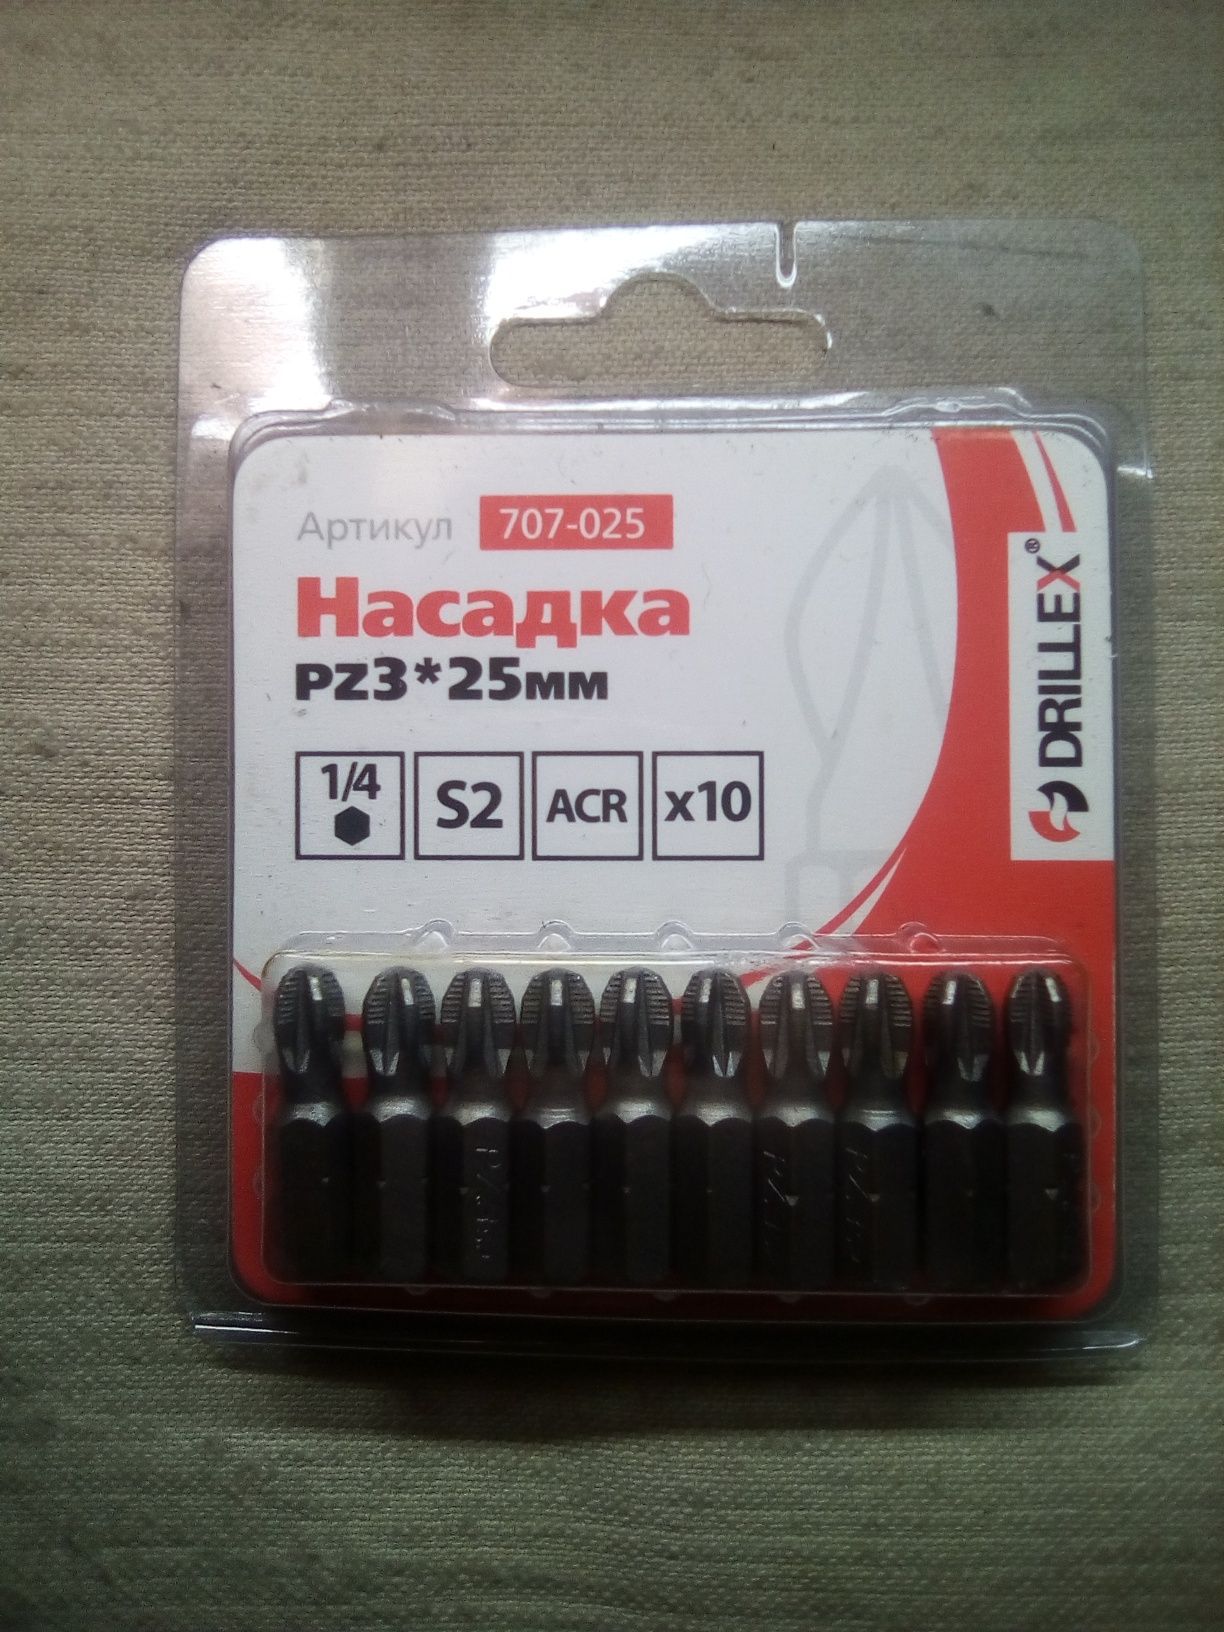 Артикул 707-025
Насадка
PZ3*25мм
1/4 S2 ACR x10
DRILLEX®